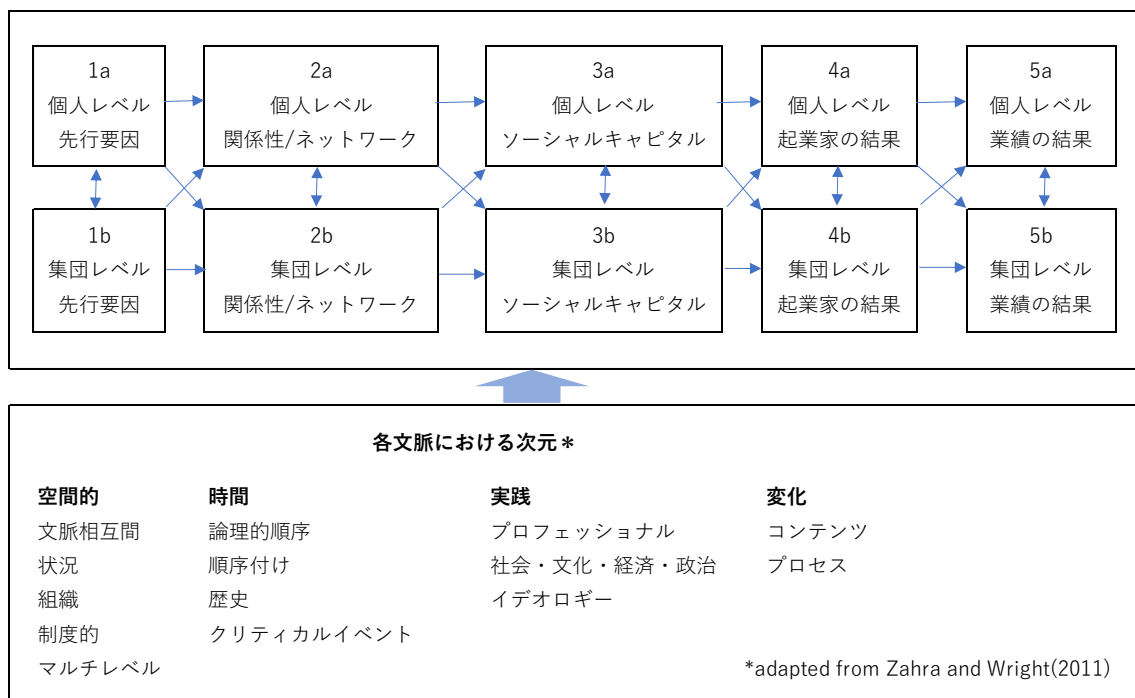 1a
個人レベル
先行要因
2a
個人レベル
関係性/ネットワーク
3a
個人レベル
ソーシャルキャピタル
4a
個人レベル
起業家の結果
5a
個人レベル
業績の結果
1b
集団レベル
先行要因
2b
集団レベル
関係性/ネットワーク
3b
集団レベル
ソーシャルキャピタル
4b
集団レベル
起業家の結果
5b
集団レベル
業績の結果
各文脈における次元＊
空間的
文脈相互間
状況
組織
制度的
マルチレベル
時間
論理的順序
順序付け
歴史
クリティカルイベント
実践
プロフェッショナル
社会・文化・経済・政治
イデオロギー
変化
コンテンツ
プロセス
*adapted from Zahra and Wright(2011)